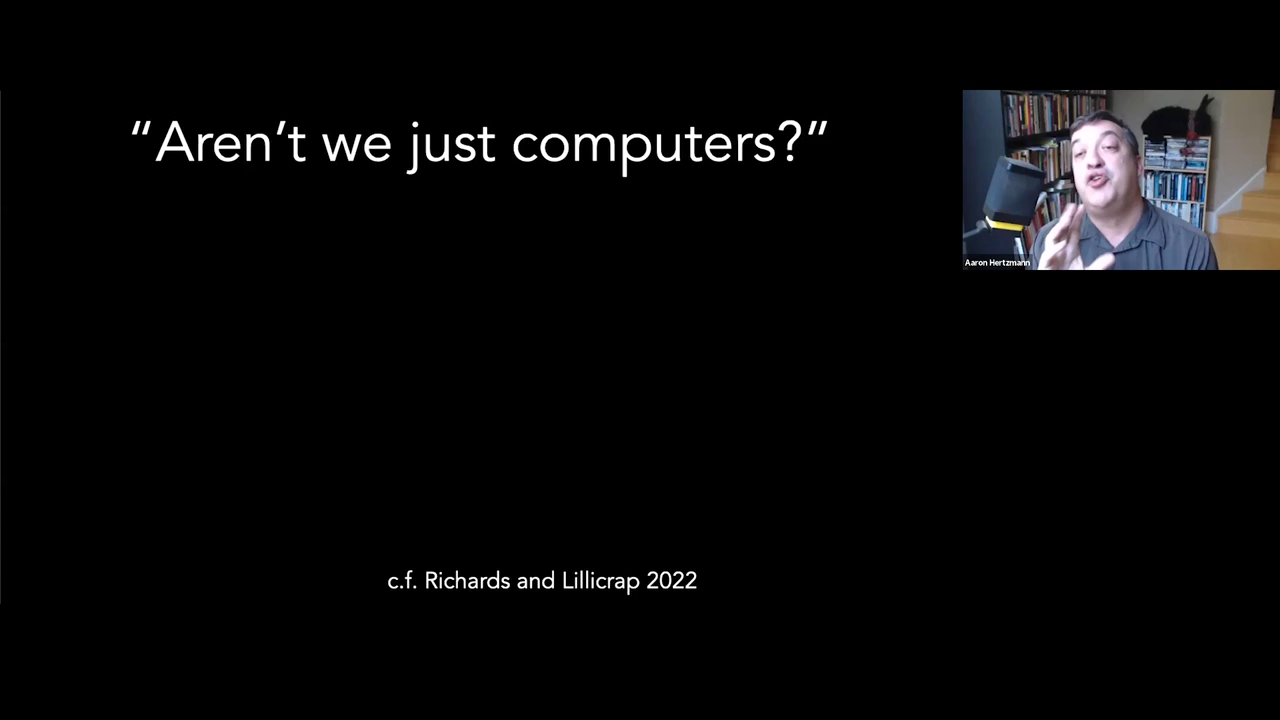 “Aren’t we just computers?”
Aaron Hertzmann
c.f. Richards and Lillicrap 2022